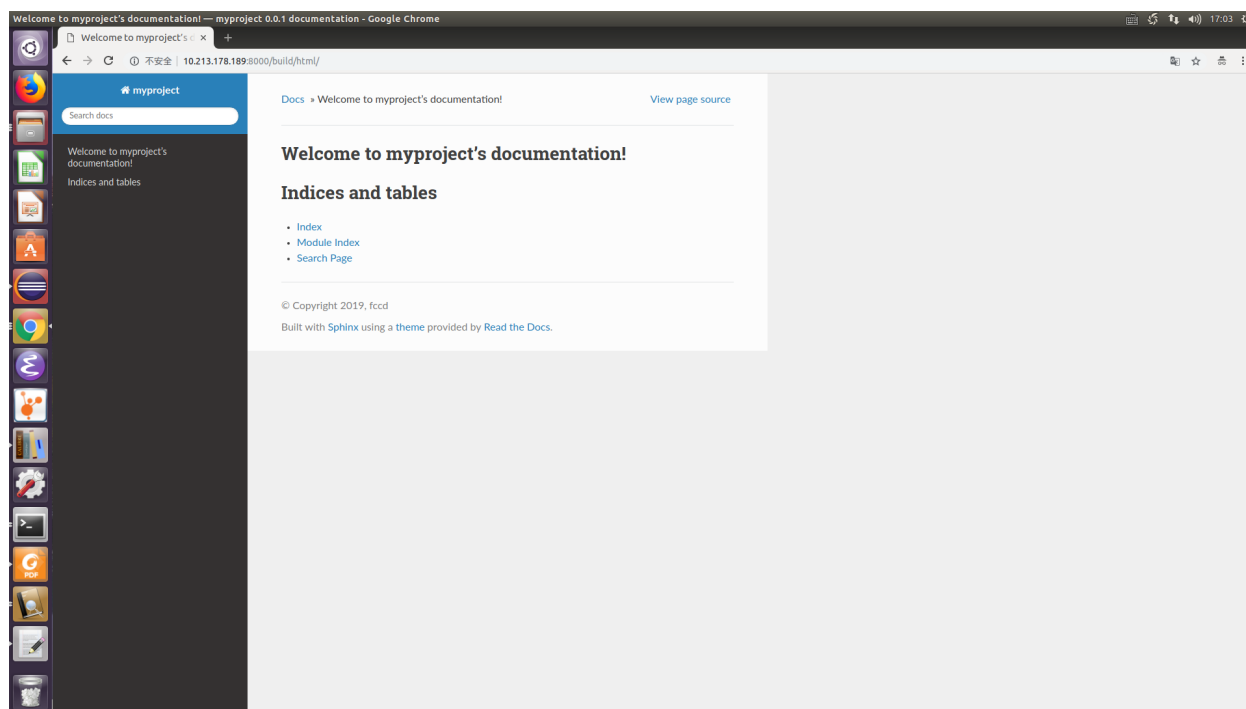 Welcome to myproject's documentation! — myproject 0.0.1 documentation - Google Chrome
17:03
Welcome to myproject's d
不安全 | 10.213.178.189:8000/build/html/
myproject
Search docs
Welcome to myproject's
documentation!
Indices and tables
Docs » Welcome to myproject's documentation!
View page source
Welcome to myproject's documentation!
Indices and tables
• Index
• Module Index
• Search Page
© Copyright 2019, fccd
Built with Sphinx using a theme provided by Read the Docs.
A
>_
PDF